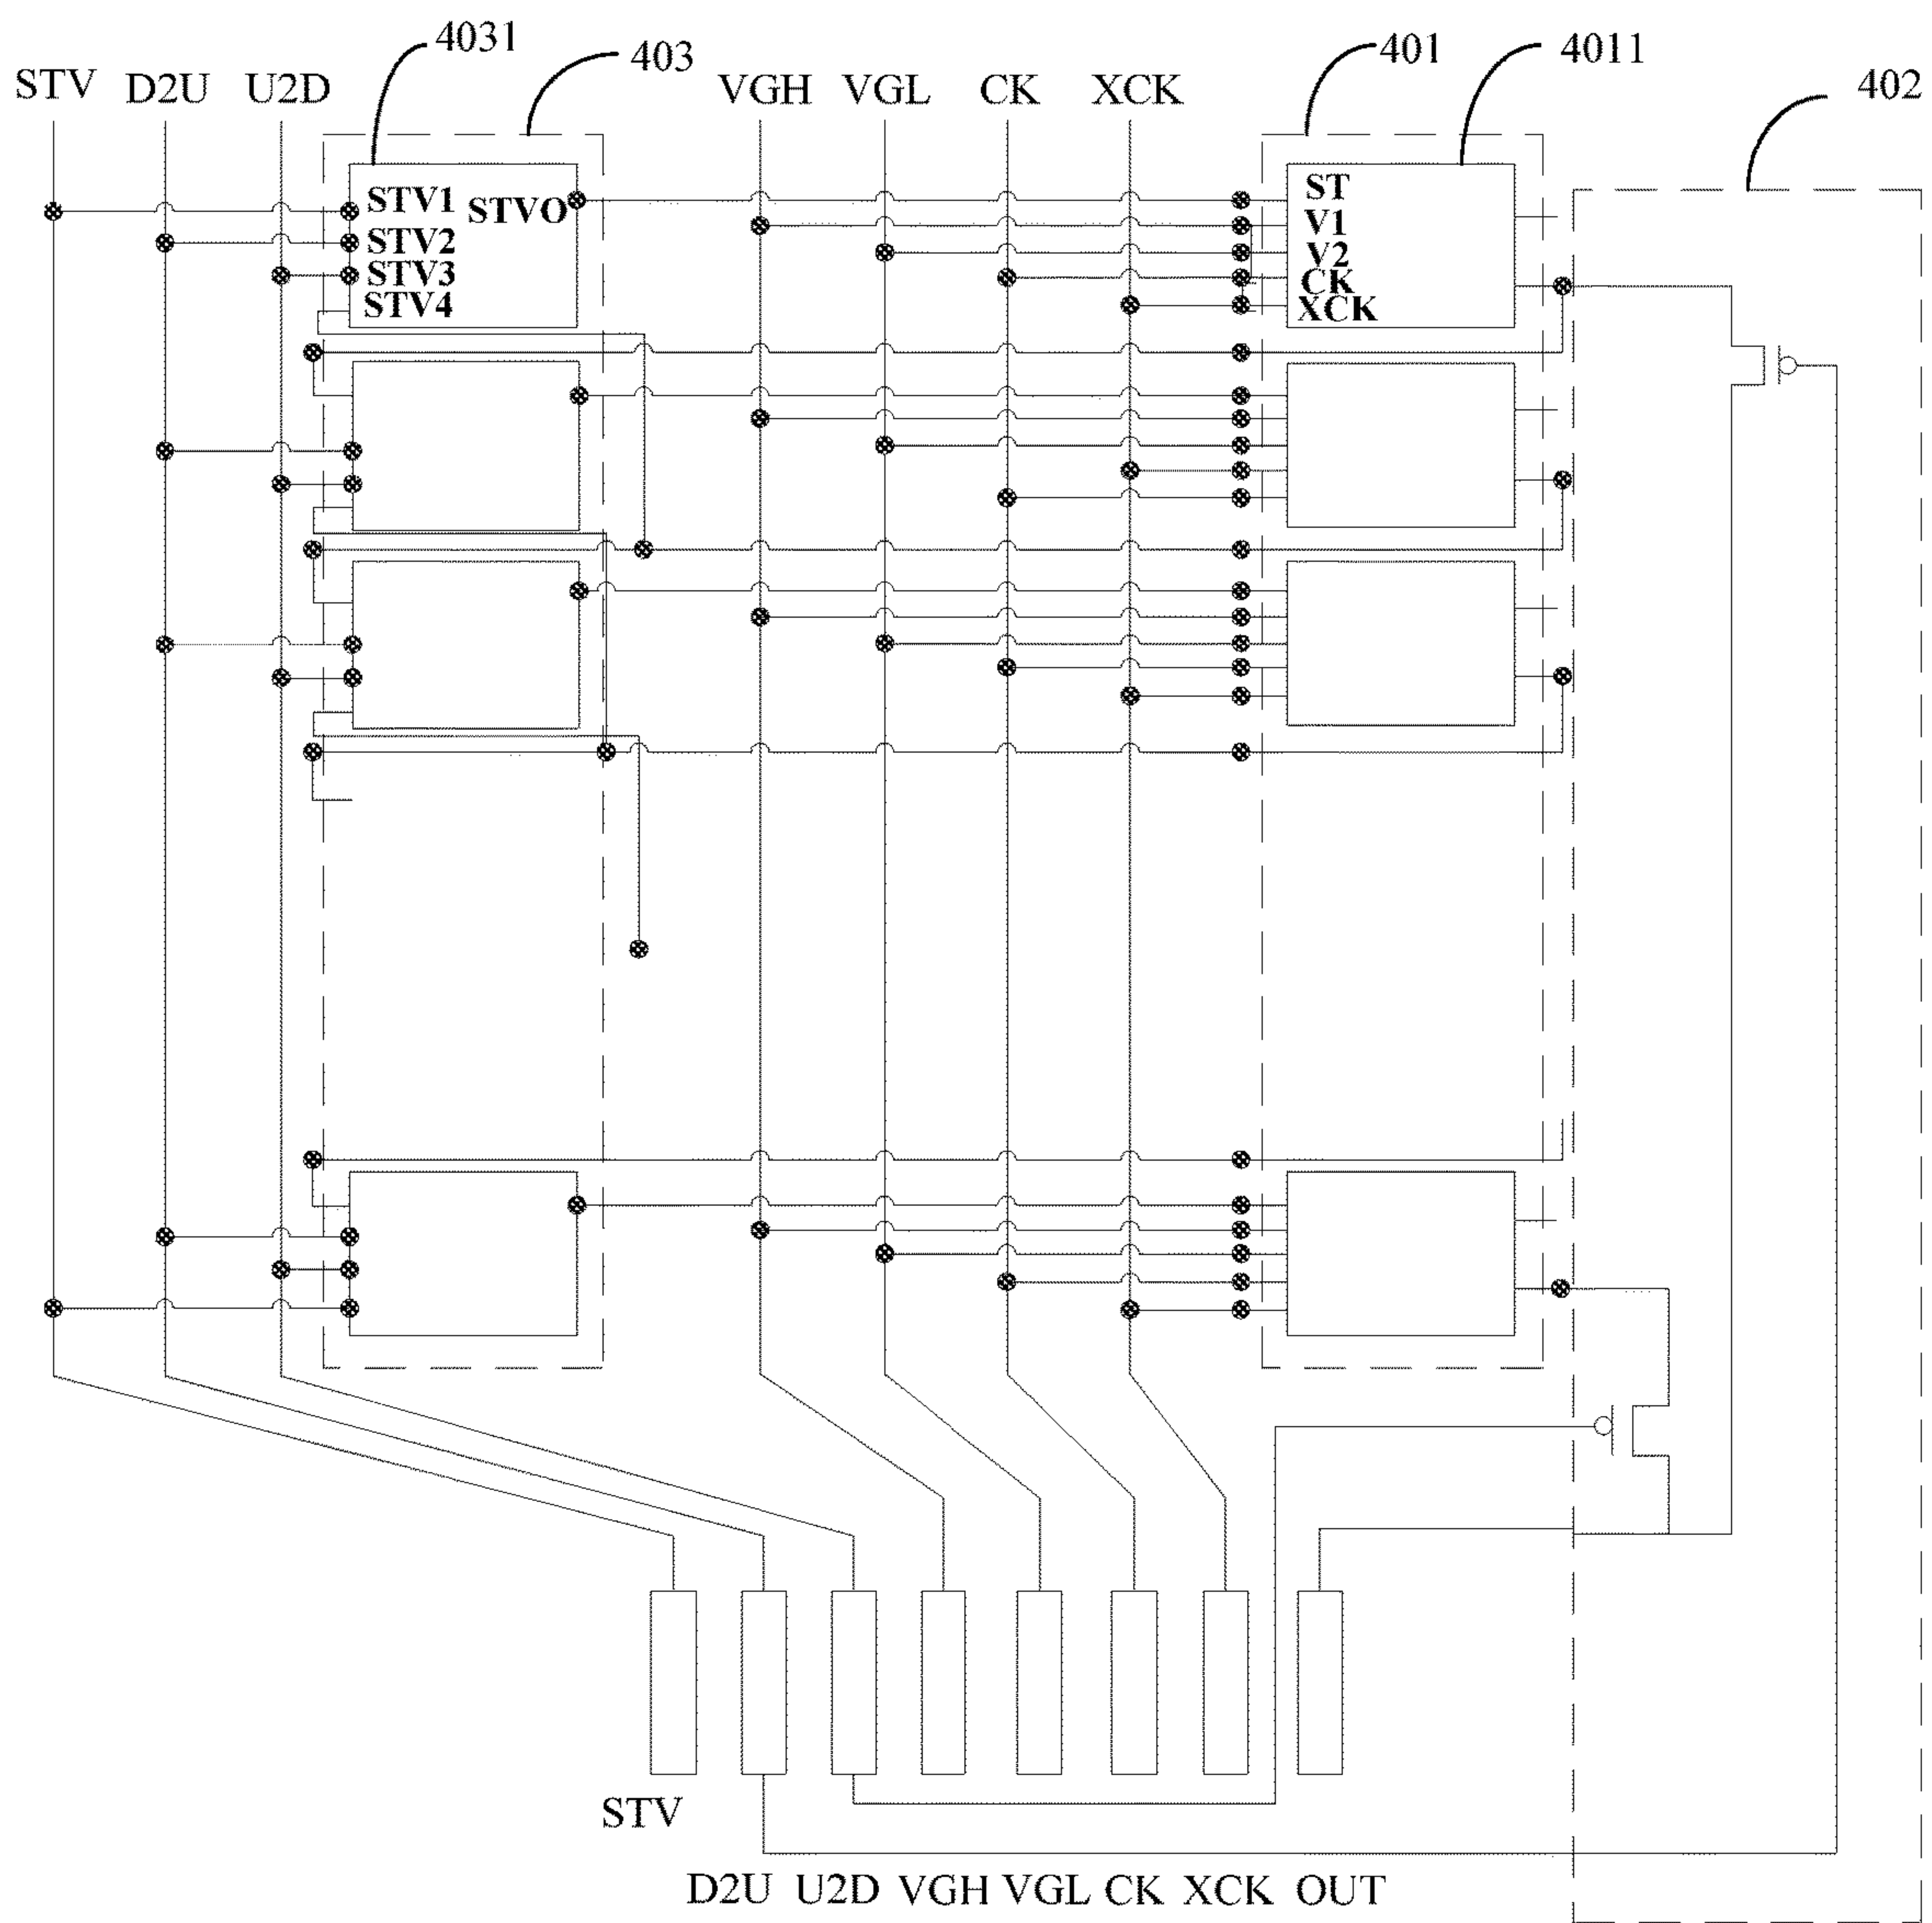 4031
403
401
4011
402
STV D2U U2D VGH VGL CK XCK
STV1
STVO
STV2
STV3
STV4
ST
V1
V2
CK
XCK
STV
D2U U2D VGH VGL CK XCK OUT